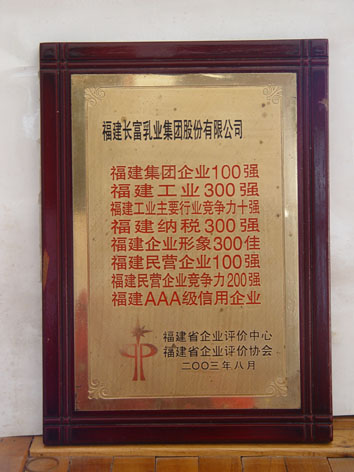 福建长富乳业集团股份有限公司
福建集团企业100强
福建工业300强
福建工业主要行业竞争力十强
福建纳税300强
福建企业形象300佳
福建民营企业100强
福建民营企业竞争力200强
福建AAA级信用企业
福建省企业评价中心
福建省企业评价协会
二〇〇三年八月